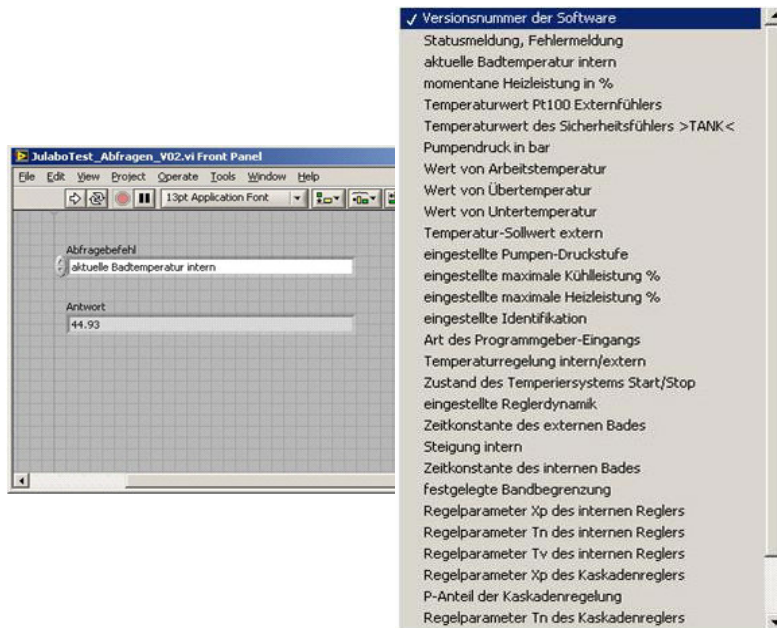 JulaboTest_Abfragen_V02.vi Front Panel
File Edit View Project Operate Tools Window Help
13pt Application Font
Abfragebefehl
aktuelle Badtemperatur intern
Antwort
44.93
✓ Versionsnummer der Software
Statusmeldung, Fehlermeldung
aktuelle Badtemperatur intern
momentane Heizleistung in %
Temperaturwert Pt100 Externfühlers
Temperaturwert des Sicherheitsfühlers >TANK<
Pumpendruck in bar
Wert von Arbeitstemperatur
Wert von Übertemperatur
Wert von Untertemperatur
Temperatur-Sollwert extern
eingestellte Pumpen-Druckstufe
eingestellte maximale Kühlleistung %
eingestellte maximale Heizleistung %
eingestellte Identifikation
Art des Programmgeber-Eingangs
Temperaturregelung intern/extern
Zustand des Temperiersystems Start/Stop
eingestellte Reglerdynamik
Zeitkonstante des externen Bades
Steigung intern
Zeitkonstante des internen Bades
festgelegte Bandbegrenzung
Regelparameter Xp des internen Reglers
Regelparameter Tn des internen Reglers
Regelparameter Tv des internen Reglers
Regelparameter Xp des Kaskadenreglers
P-Anteil der Kaskadenregelung
Regelparameter Tn des Kaskadenreglers